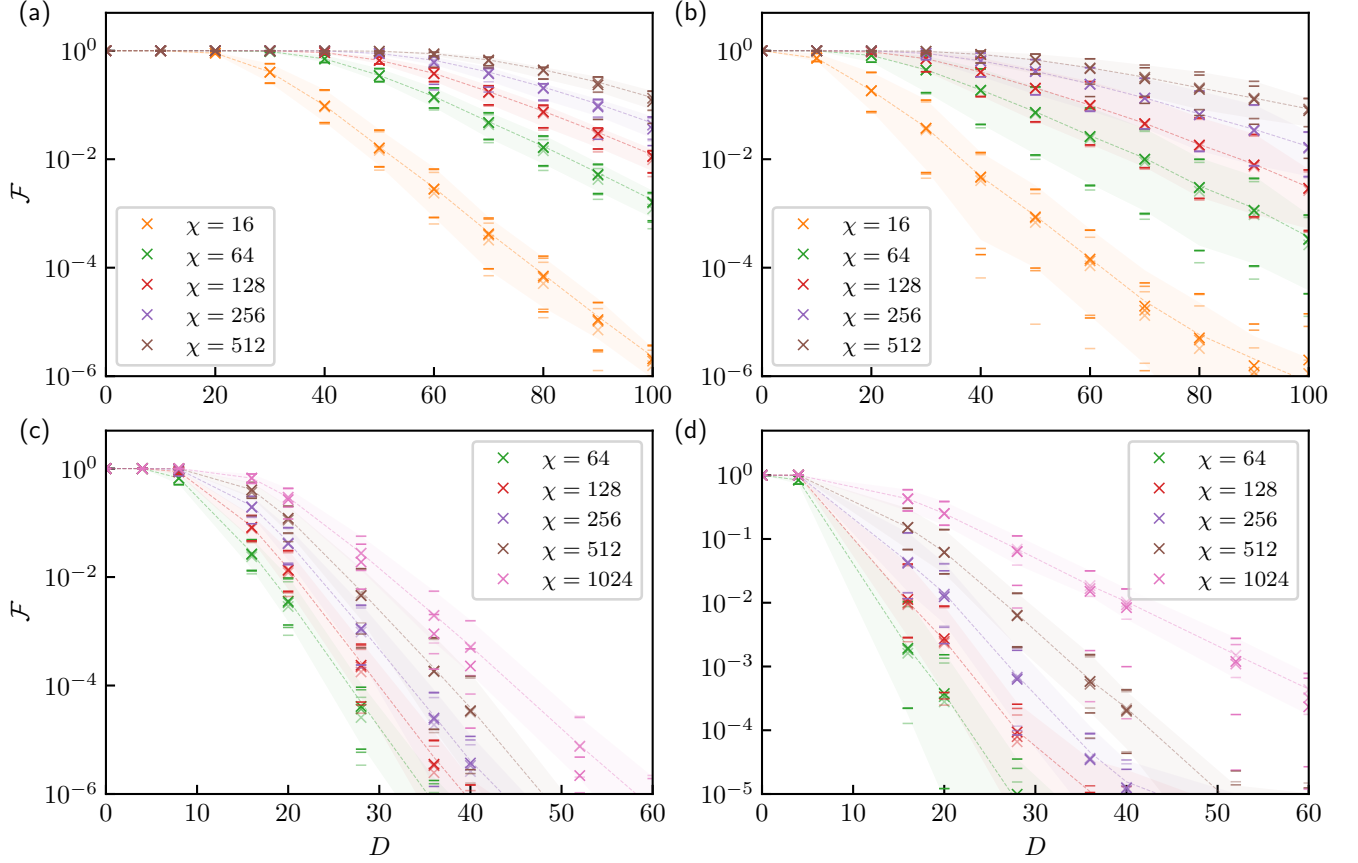 (a)
(b)
10^0
10^-2
10^-4
10^-6
F
χ = 16
χ = 64
χ = 128
χ = 256
χ = 512
0 20 40 60 80 100
10^0
10^-2
10^-4
10^-6
χ = 16
χ = 64
χ = 128
χ = 256
χ = 512
0 20 40 60 80 100
(c)
(d)
10^0
10^-2
10^-4
10^-6
F
χ = 64
χ = 128
χ = 256
χ = 512
χ = 1024
0 10 20 30 40 50 60
D
10^0
10^-1
10^-2
10^-3
10^-4
10^-5
χ = 64
χ = 128
χ = 256
χ = 512
χ = 1024
0 10 20 30 40 50 60
D